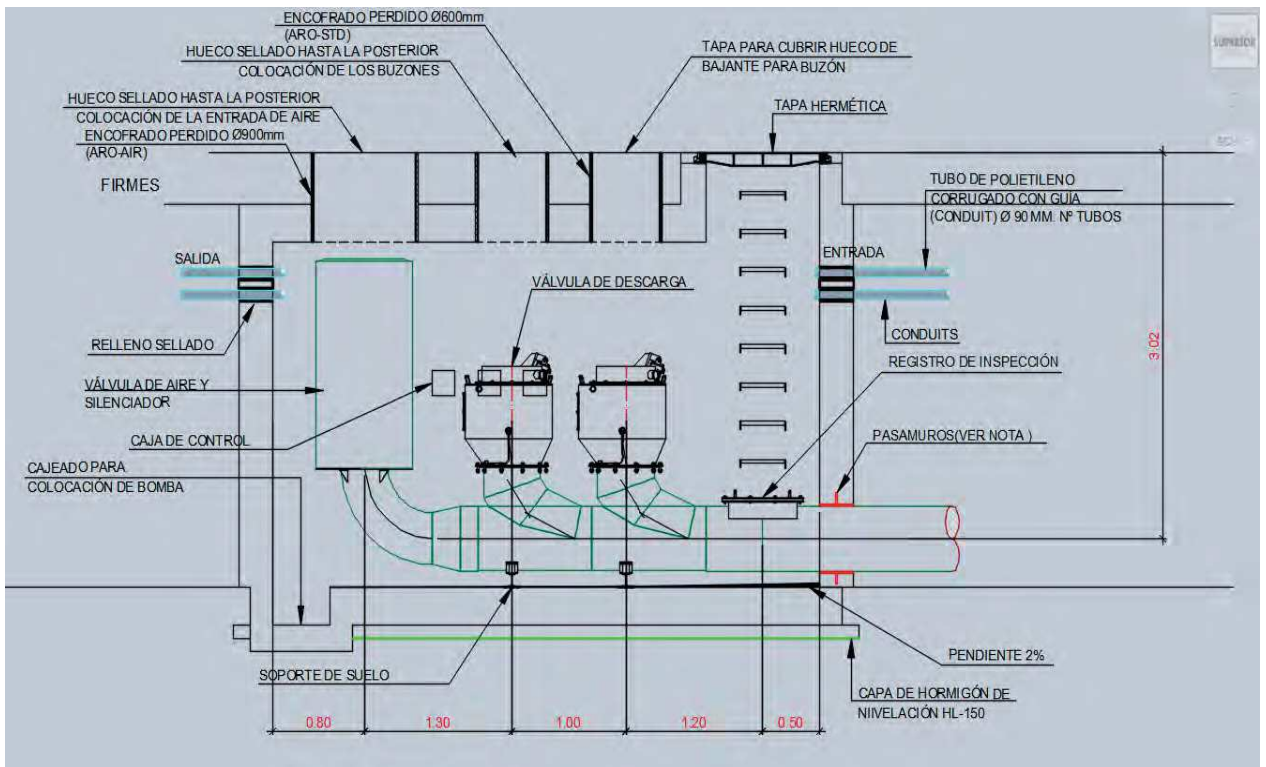 ENCOFRADO PERDIDO Ø600mm
(ARO-STD)
HUECO SELLADO HASTA LA POSTERIOR
COLOCACIÓN DE LOS BUZONES
TAPA PARA CUBRIR HUECO DE
BAJANTE PARA BUZÓN
SUPERIOR
HUECO SELLADO HASTA LA POSTERIOR
COLOCACIÓN DE LA ENTRADA DE AIRE
ENCOFRADO PERDIDO Ø900mm
(ARO-AIR)
TAPA HERMÉTICA
FIRMES
TUBO DE POLIETILENO
CORRUGADO CON GUÍA
(CONDUIT) Ø 90 MM. Nº TUBOS
SALIDA
ENTRADA
VÁLVULA DE DESCARGA
RELLENO SELLADO
CONDUITS
3.02
REGISTRO DE INSPECCIÓN
VÁLVULA DE AIRE Y
SILENCIADOR
CAJA DE CONTROL
PASAMUROS(VER NOTA )
CAJEADO PARA
COLOCACIÓN DE BOMBA
SOPORTE DE SUELO
PENDIENTE 2%
CAPA DE HORMIGÓN DE
NIIVELACIÓN HL-150
0.80
1.30
1.00
1.20
0.50